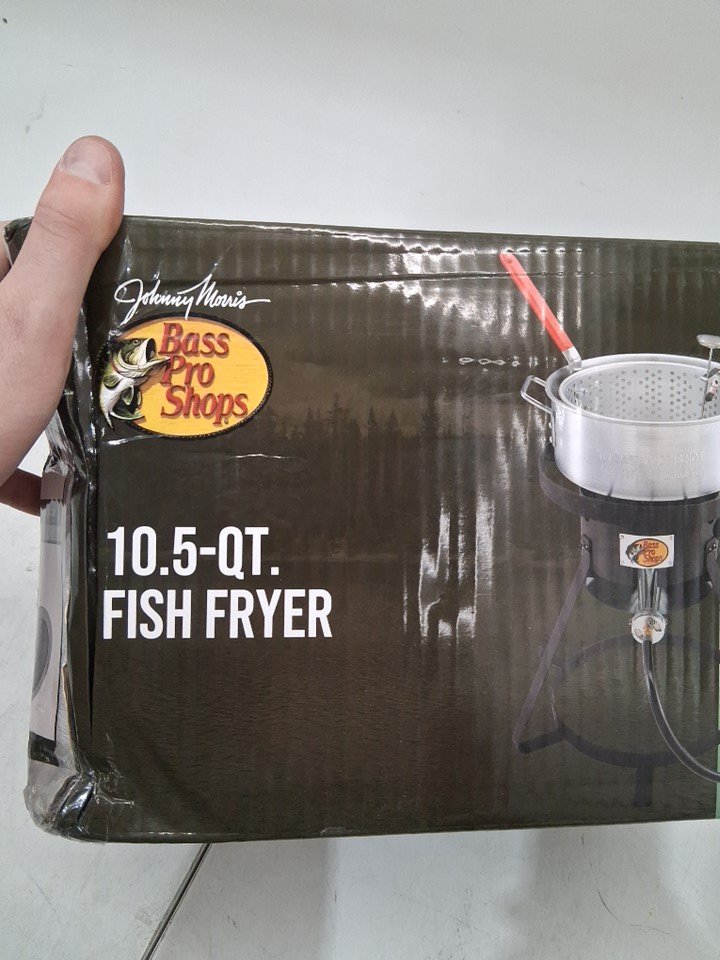 Johnny Morris
Bass
Pro
Shops
10.5-QT.
FISH FRYER
Bass
Pro
Shops